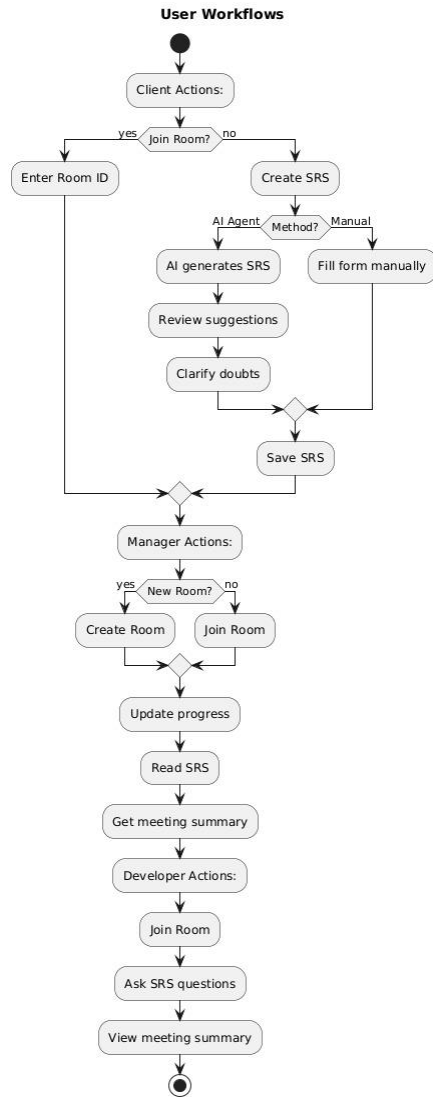 User Workflows
Client Actions:
yes
Join Room?
no
Enter Room ID
Create SRS
AI Agent
Method?
Manual
AI generates SRS
Fill form manually
Review suggestions
Clarify doubts
Save SRS
Manager Actions:
yes
New Room?
no
Create Room
Join Room
Update progress
Read SRS
Get meeting summary
Developer Actions:
Join Room
Ask SRS questions
View meeting summary